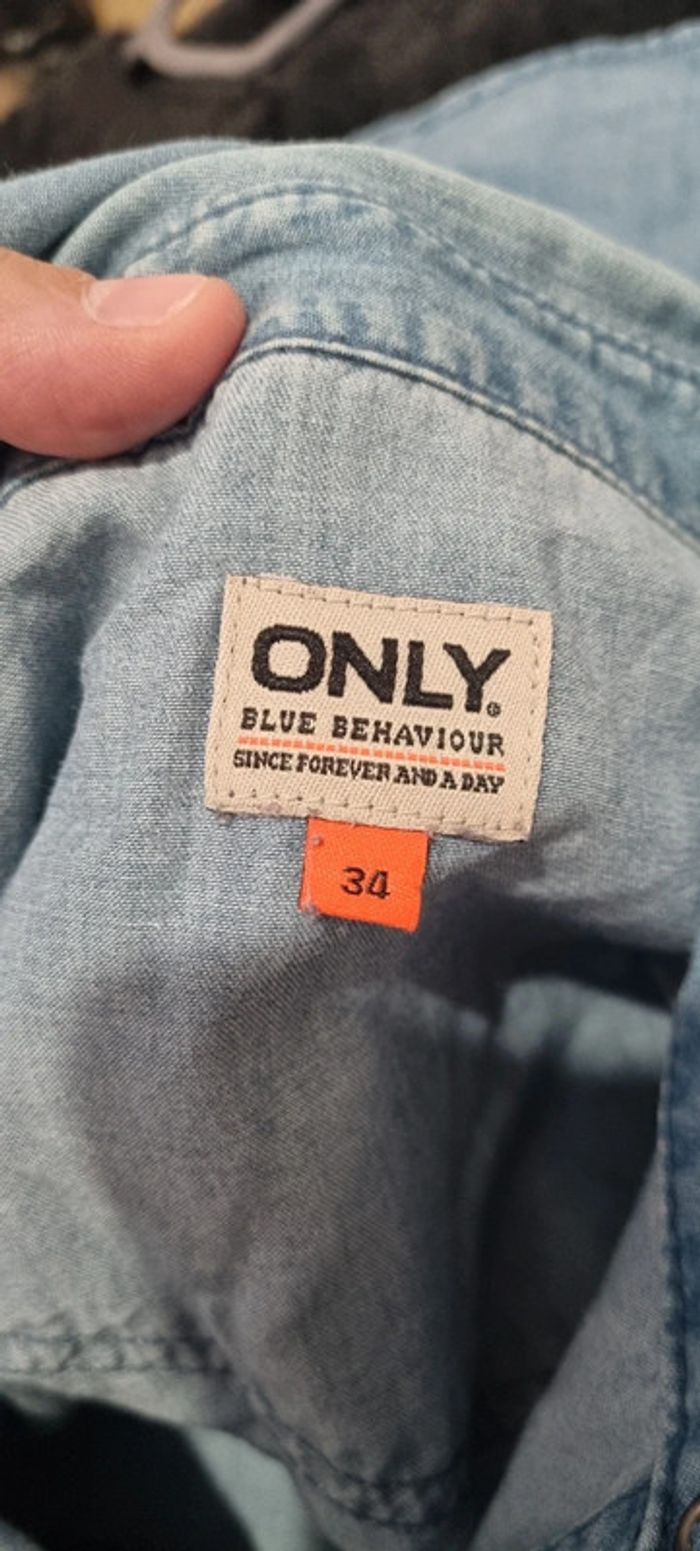 ONLY®
BLUE BEHAVIOUR
SINCE FOREVER AND A DAY
34